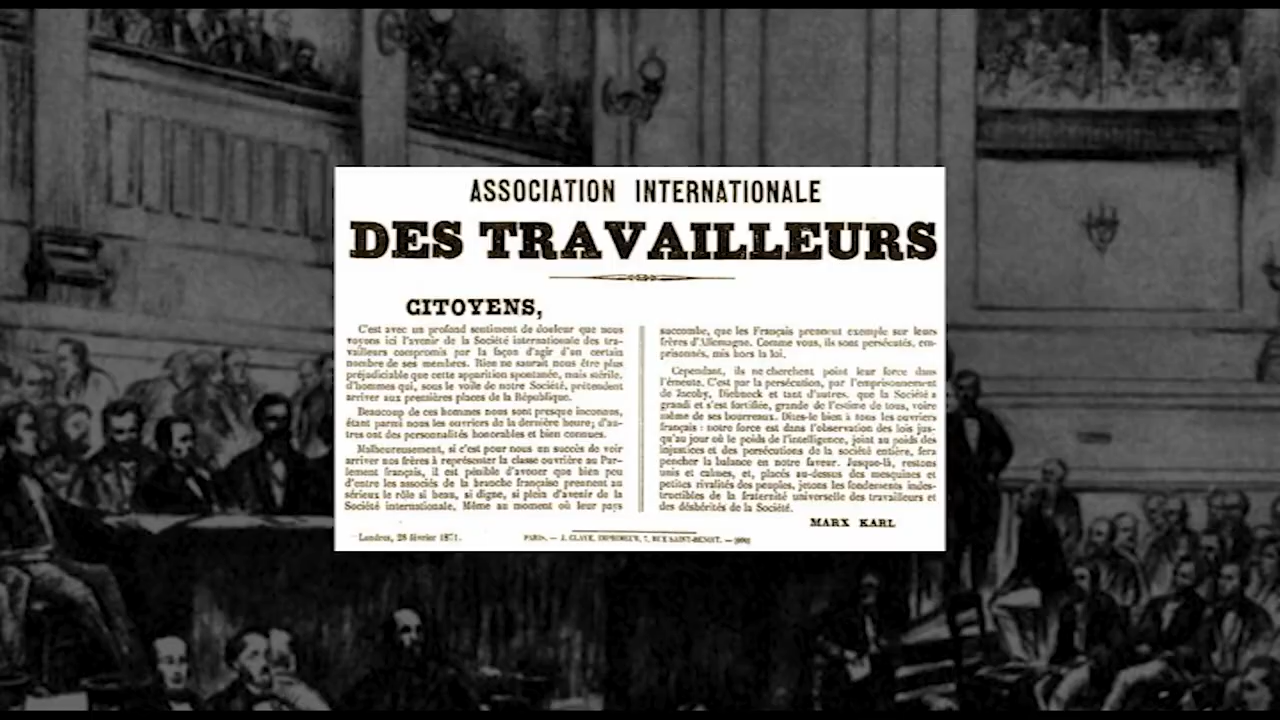 ASSOCIATION INTERNATIONALE
DES TRAVAILLEURS
CITOYENS,
C'est avec un profond sentiment de douleur que nous
voyons ici l'avenir de la Société internationale des tra-
vailleurs compromis par la façon d'agir d'un certain
nombre de ses membres. Rien ne saurait nous être plus
préjudiciable que cette apparition spontanée, mais stérile,
d'hommes qui, sous le voile de notre Société, prétendent
arriver aux premières places de la République.
Beaucoup de ces hommes nous sont presque inconnus,
étant parmi nous les ouvriers de la dernière heure; d'au-
tres ont des personnalités honorables et bien connues.
Malheureusement, si c'est pour nous un succès de voir
arriver nos frères à représenter la classe ouvrière au Par-
lement français, il est pénible d'avouer que bien peu
d'entre les associés de la branche française prennent au
sérieux le rôle si beau, si digne, si plein d'avenir de la
Société internationale. Même au moment où leur pays
succombe, que les Français prennent exemple sur leurs
frères d'Allemagne. Comme vous, ils sont persécutés, em-
prisonnés, mis hors la loi.
Cependant, ils ne cherchent point leur force dans
l'émeute. C'est par la persécution, par l'emprisonnement
de Jacoby, Diebneck et tant d'autres, que la Société a
grandi et s'est fortifiée, grande de l'estime de tous, voire
même de ses bourreaux. Dites-le bien à tous les ouvriers
français : notre force est dans l'observation des lois jus-
qu'au jour où le poids de l'intelligence, joint au poids des
injustices et des persécutions de la société entière, fera
pencher la balance en notre faveur. Jusque-là, restons
unis et calmes, et, placés au-dessus des mesquines et
petites rivalités des peuples, jetons les fondements indes-
tructibles de la fraternité universelle des travailleurs et
des déshérités de la Société.
MARX KARL
Londres, 28 février 1871.
PARIS. — J. CLAYE, IMPRIMEUR, 7, RUE SAINT-BENOIT. —